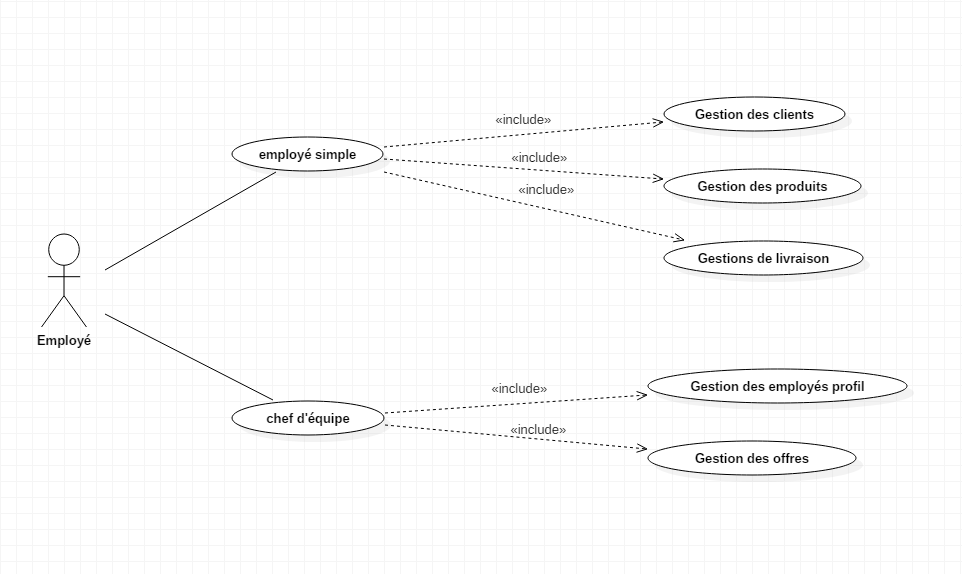 «include»
Gestion des clients
employé simple
«include»
Gestion des produits
«include»
Gestions de livraison
Employé
«include»
Gestion des employés profil
chef d'équipe
«include»
Gestion des offres